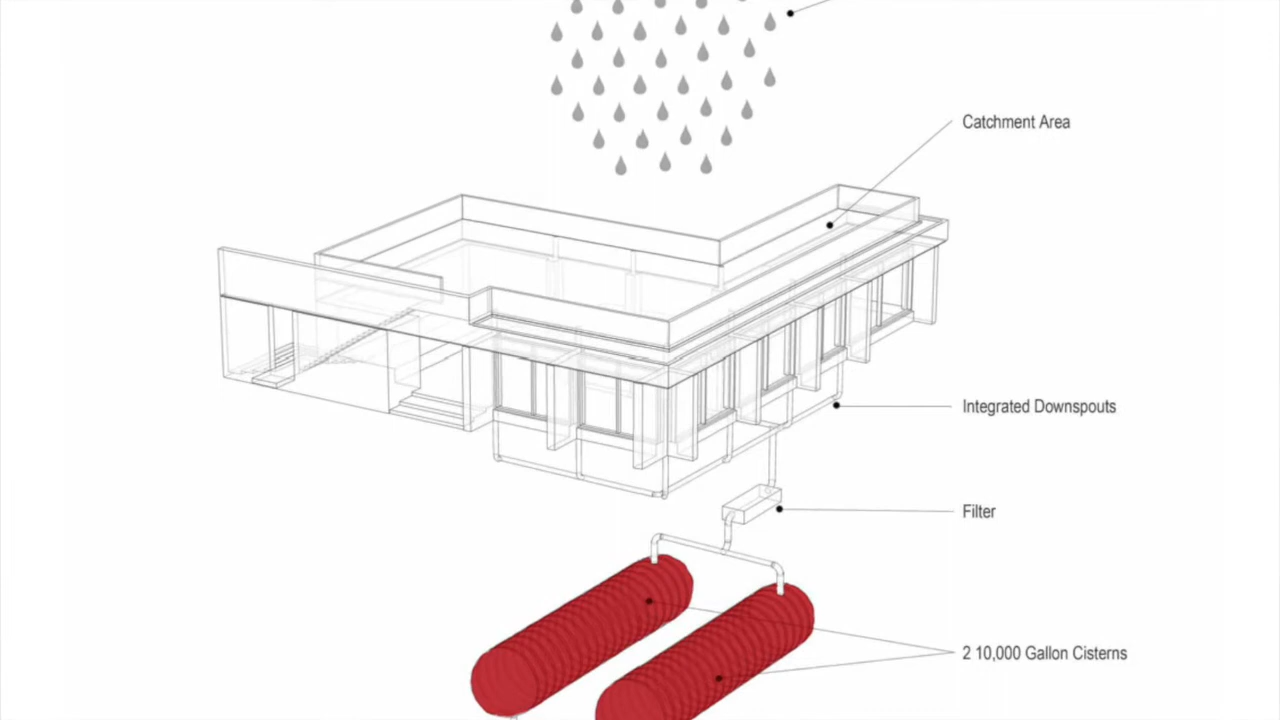 Catchment Area
Integrated Downspouts
Filter
2 10,000 Gallon Cisterns